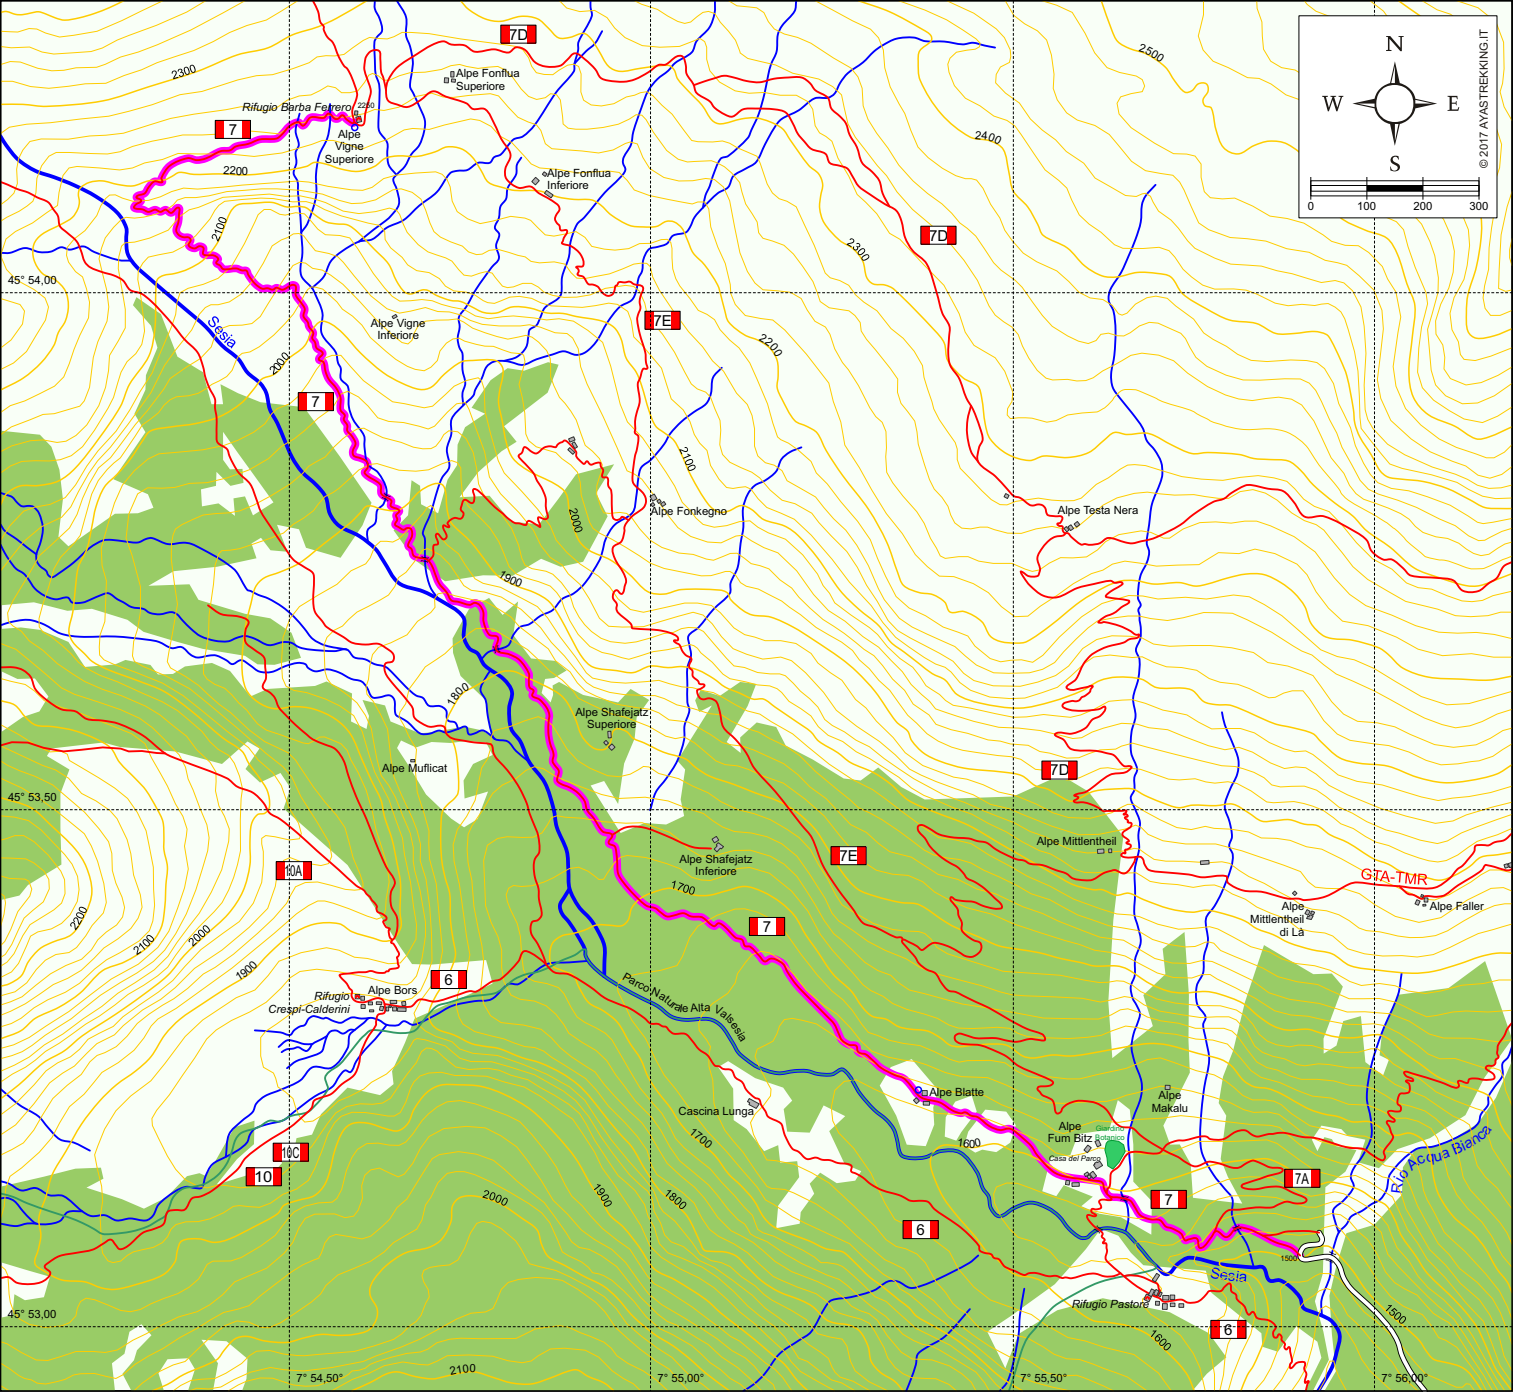 7D
2500
N
W E
S
0 100 200 300
© 2017 AYASTREKKING.IT
2300
Alpe Fonflua
Superiore
Rifugio Barba Ferrero
2250
7
Alpe
Vigne
Superiore
2400
2200
Alpe Fonflua
Inferiore
2100
7D
2300
45° 54,00
Sesia
Alpe Vigne
Inferiore
7E
2200
2000
7
2100
Alpe Fonkegno
2000
Alpe Testa Nera
1900
1800
Alpe Shafejatz
Superiore
Alpe Muflicat
7D
45° 53,50
Alpe Mittlentheil
10A
Alpe Shafejatz
Inferiore
7E
GTA-TMR
1700
2200
2100
2000
7
Alpe
Mittlentheil
di Là
Alpe Faller
1900
6
Alpe Bors
Rifugio
Crespi-Calderini
Parco Naturale Alta Valsesia
Alpe Blatte
Alpe
Makalu
Cascina Lunga
1700
1600
Alpe
Fum Bitz
Giardino
Botanico
Casa del Parco
Rio Acqua Bianca
10C
10
7A
2000
1900
1800
7
6
1500
Sesia
Rifugio Pastore
45° 53,00
1600
6
1500
2100
7° 54,50°
7° 55,00°
7° 55,50°
7° 56,00°